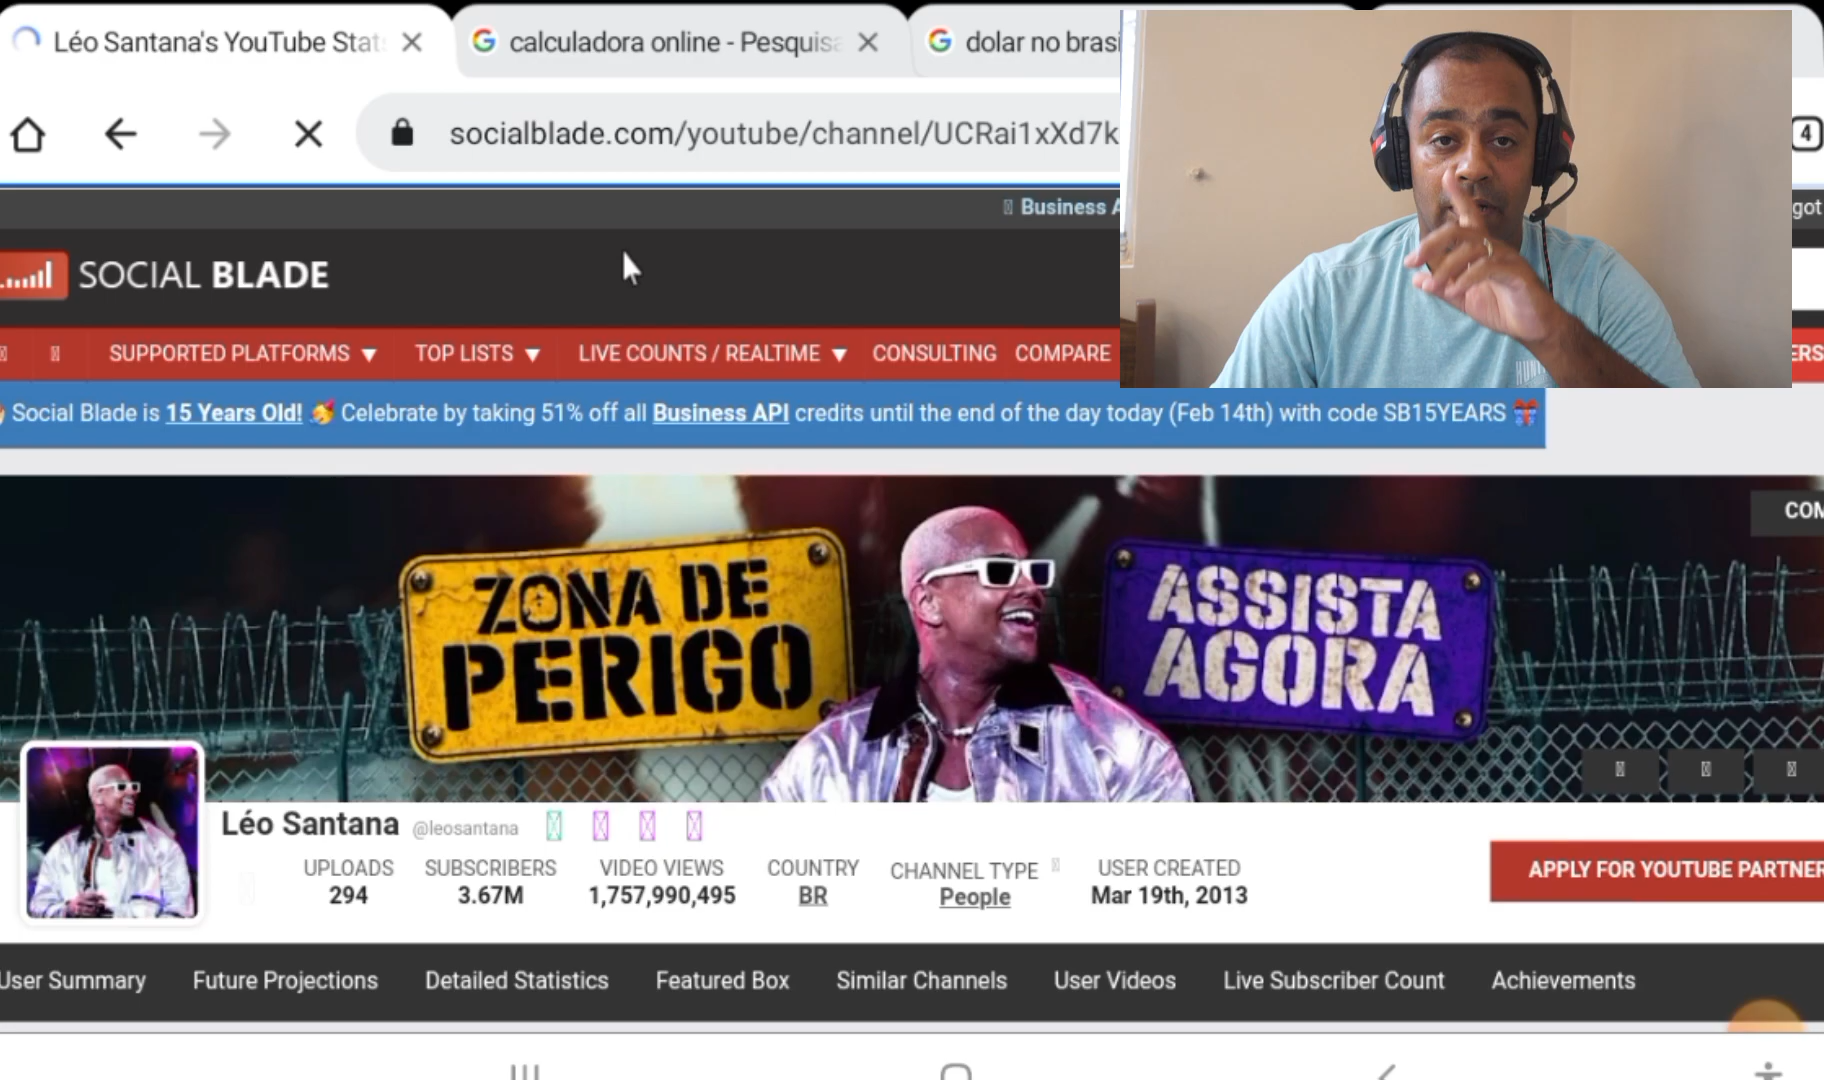 Léo Santana's YouTube Stat
calculadora online - Pesquisa
dolar no brasi
socialblade.com/youtube/channel/UCRai1xXd7k
4
Business A
got
SOCIAL BLADE
SUPPORTED PLATFORMS ▼ TOP LISTS ▼ LIVE COUNTS / REALTIME ▼ CONSULTING COMPARE
ERS
Social Blade is 15 Years Old! 🥳 Celebrate by taking 51% off all Business API credits until the end of the day today (Feb 14th) with code SB15YEARS 🎁
COM
ZONA DE
PERIGO
ASSISTA
AGORA
Léo Santana @leosantana
UPLOADS SUBSCRIBERS VIDEO VIEWS COUNTRY CHANNEL TYPE USER CREATED
294 3.67M 1,757,990,495 BR People Mar 19th, 2013
APPLY FOR YOUTUBE PARTNER
User Summary Future Projections Detailed Statistics Featured Box Similar Channels User Videos Live Subscriber Count Achievements